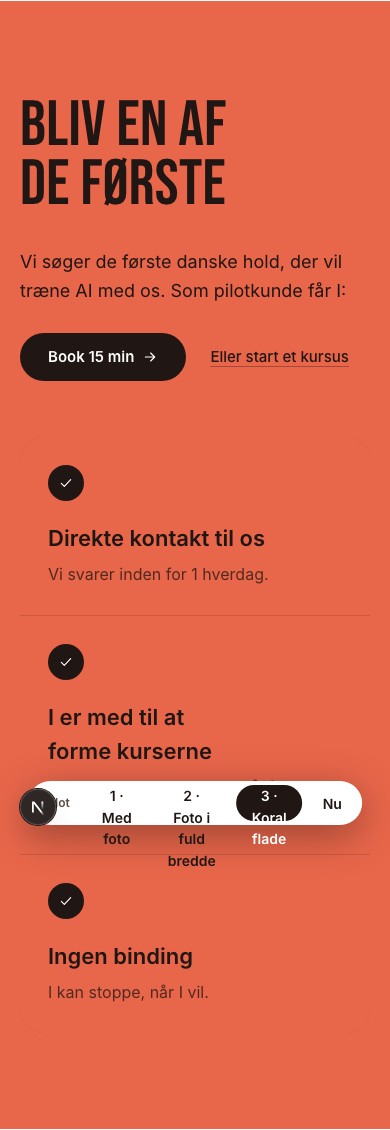 BLIV EN AF
DE FØRSTE
Vi søger de første danske hold, der vil
træne AI med os. Som pilotkunde får I:
Book 15 min →
Eller start et kursus
Direkte kontakt til os
Vi svarer inden for 1 hverdag.
I er med til at
forme kurserne
N
1 ·
Med
foto
2 ·
Foto i
fuld
bredde
3 ·
Koral
flade
Nu
Ingen binding
I kan stoppe, når I vil.